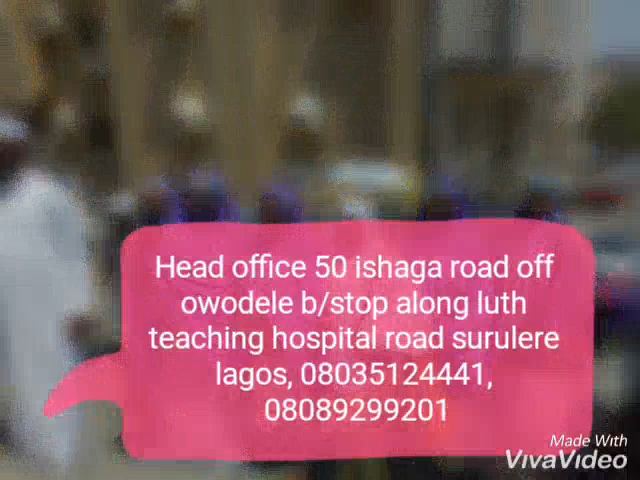 Head office 50 ishaga road off
owodele b/stop along luth
teaching hospital road surulere
lagos, 08035124441,
08089299201
Made With
VivaVideo